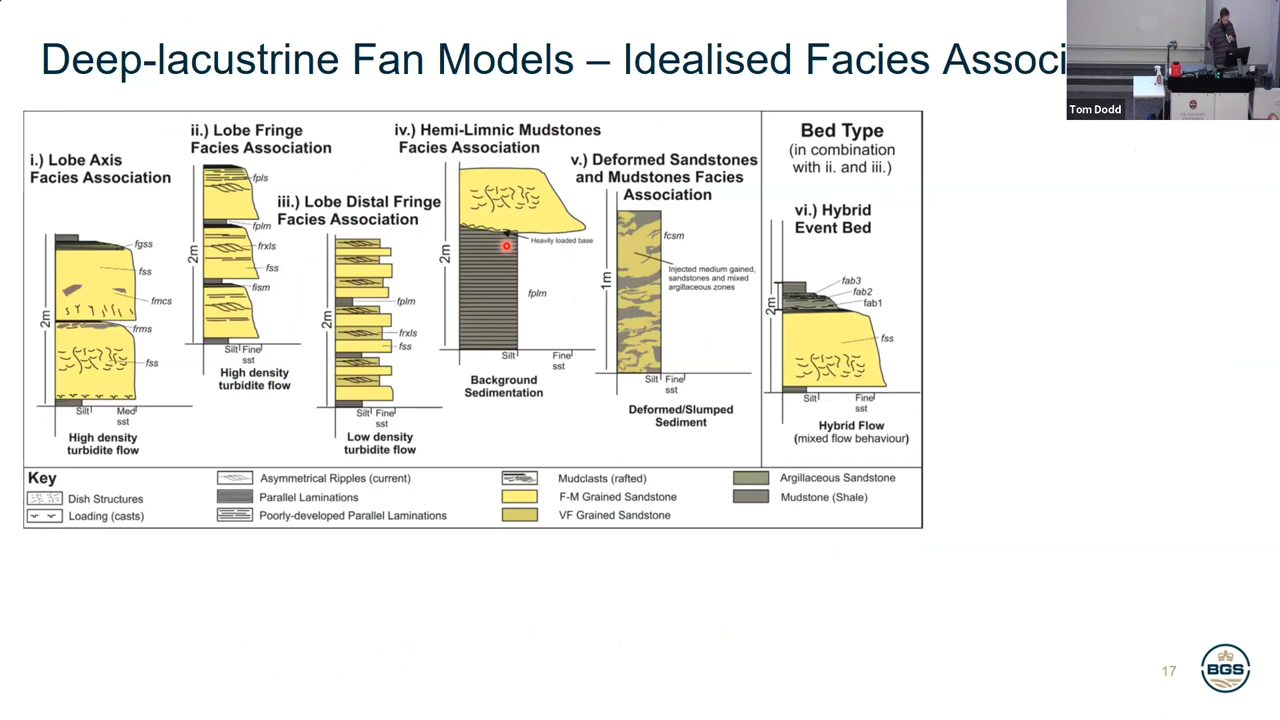 Deep-lacustrine Fan Models – Idealised Facies Associ
Tom Dodd
i.) Lobe Axis
Facies Association
2m
fgss
fss
fmcs
frms
fss
Silt
Med
sst
High density
turbidite flow
ii.) Lobe Fringe
Facies Association
2m
fpls
fplm
frxls
fss
fism
Silt
Fine
sst
High density
turbidite flow
iii.) Lobe Distal Fringe
Facies Association
2m
fplm
frxls
fss
Silt
Fine
sst
Low density
turbidite flow
iv.) Hemi-Limnic Mudstones
Facies Association
2m
Heavily loaded base
fplm
Silt
Fine
sst
Background
Sedimentation
v.) Deformed Sandstones
and Mudstones Facies
Association
1m
fcsm
Injected medium gained,
sandstones and mixed
argillaceous zones
Silt
Fine
sst
Deformed/Slumped
Sediment
Bed Type
(in combination
with ii. and iii.)
vi.) Hybrid
Event Bed
2m
fab3
fab2
fab1
fss
Silt
Fine
sst
Hybrid Flow
(mixed flow behaviour)
Key
Dish Structures
Loading (casts)
Asymmetrical Ripples (current)
Parallel Laminations
Poorly-developed Parallel Laminations
Mudclasts (rafted)
F-M Grained Sandstone
VF Grained Sandstone
Argillaceous Sandstone
Mudstone (Shale)
17
BGS